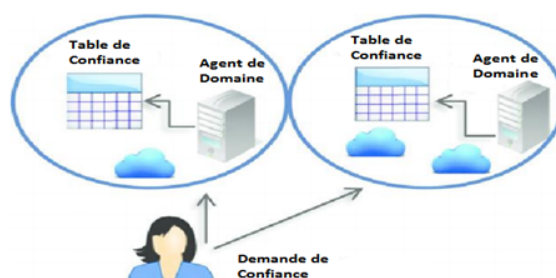 Table de
Confiance
Agent de
Domaine
Table de
Confiance
Agent de
Domaine
Demande de
Confiance